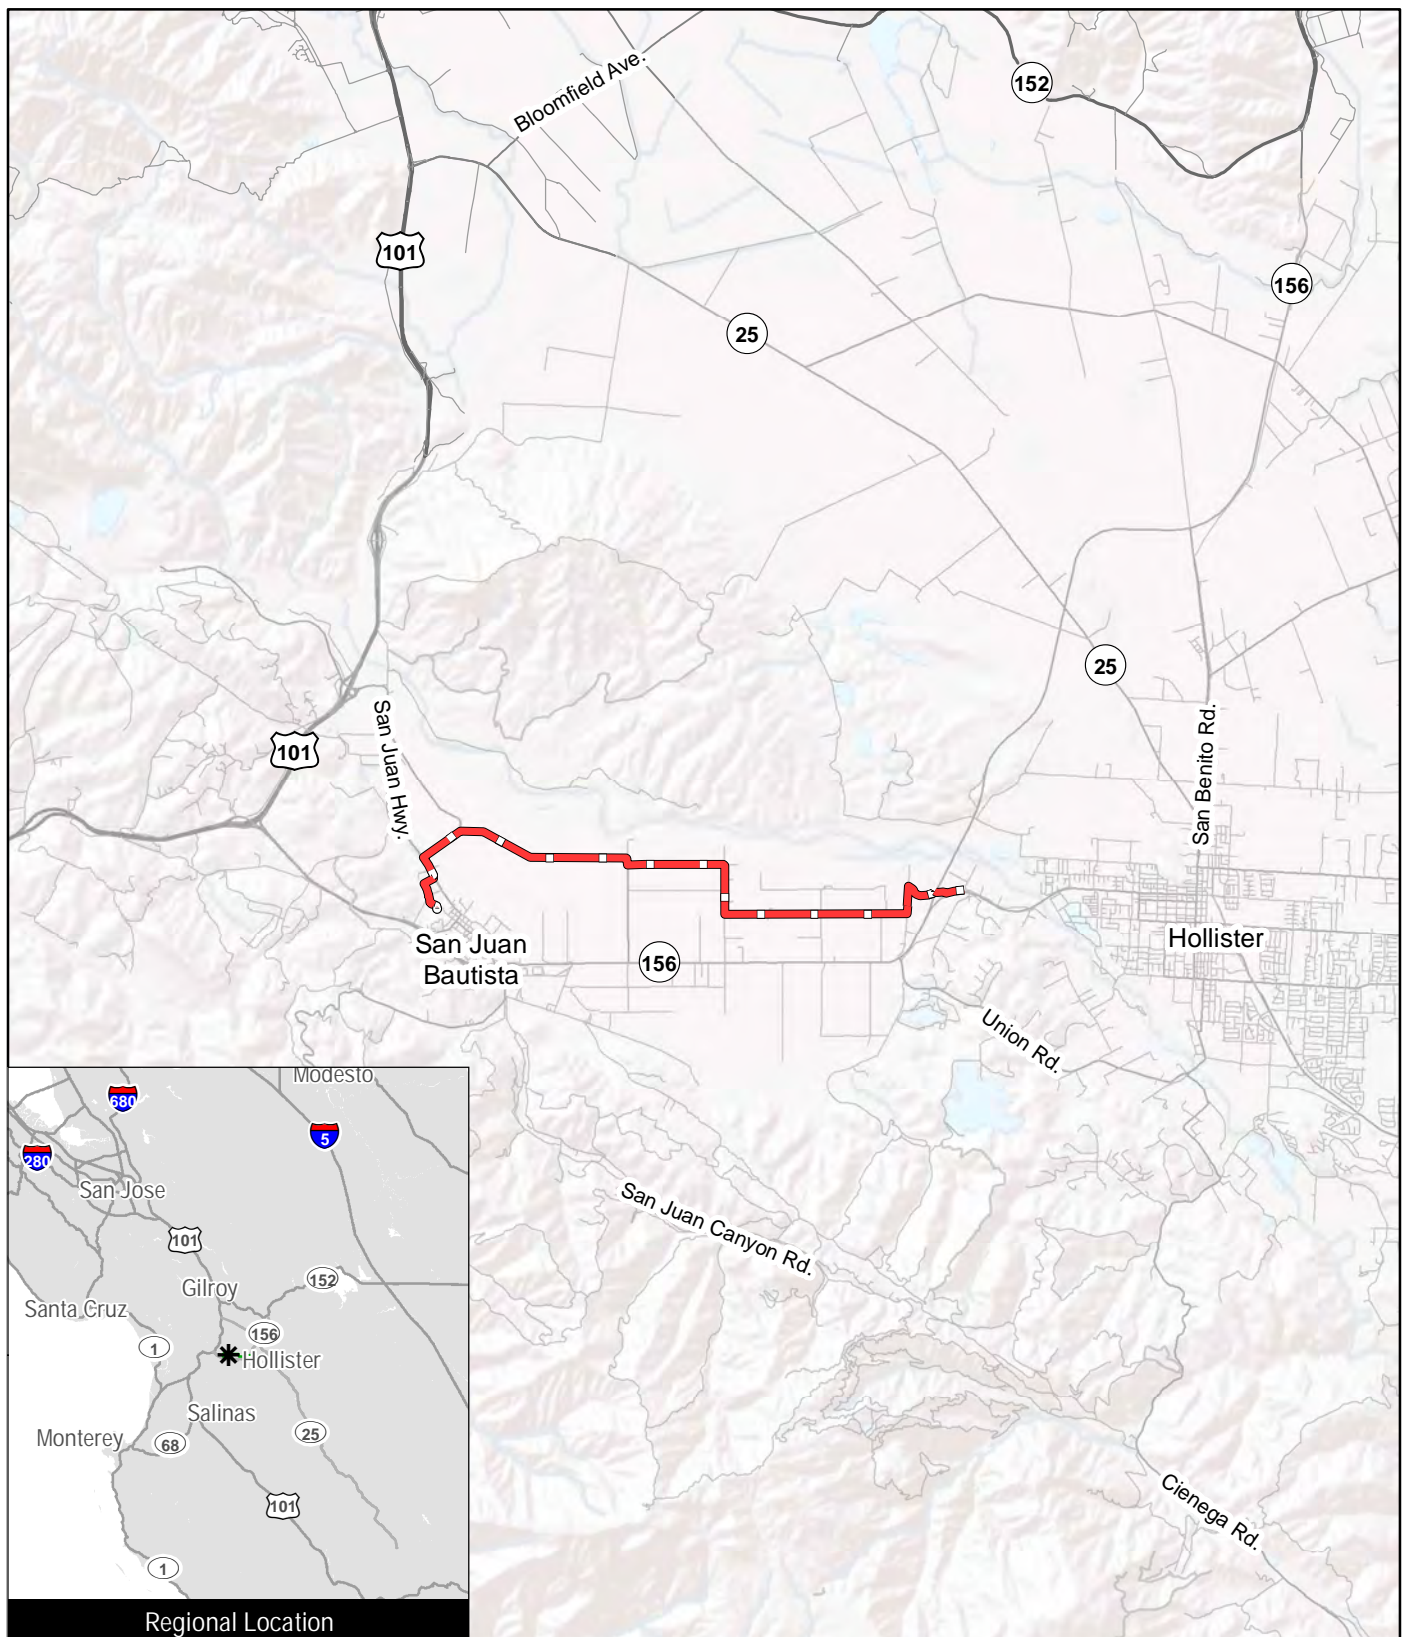 152
Bloomfield Ave.
101
156
25
25
San Juan Hwy.
101
San Benito Rd.
San Juan
Bautista
156
Hollister
Union Rd.
San Juan Canyon Rd.
Cienega Rd.
Modesto
680
5
280
San Jose
101
152
Gilroy
Santa Cruz
156
1
Hollister
Salinas
Monterey
68
25
101
1
Regional Location